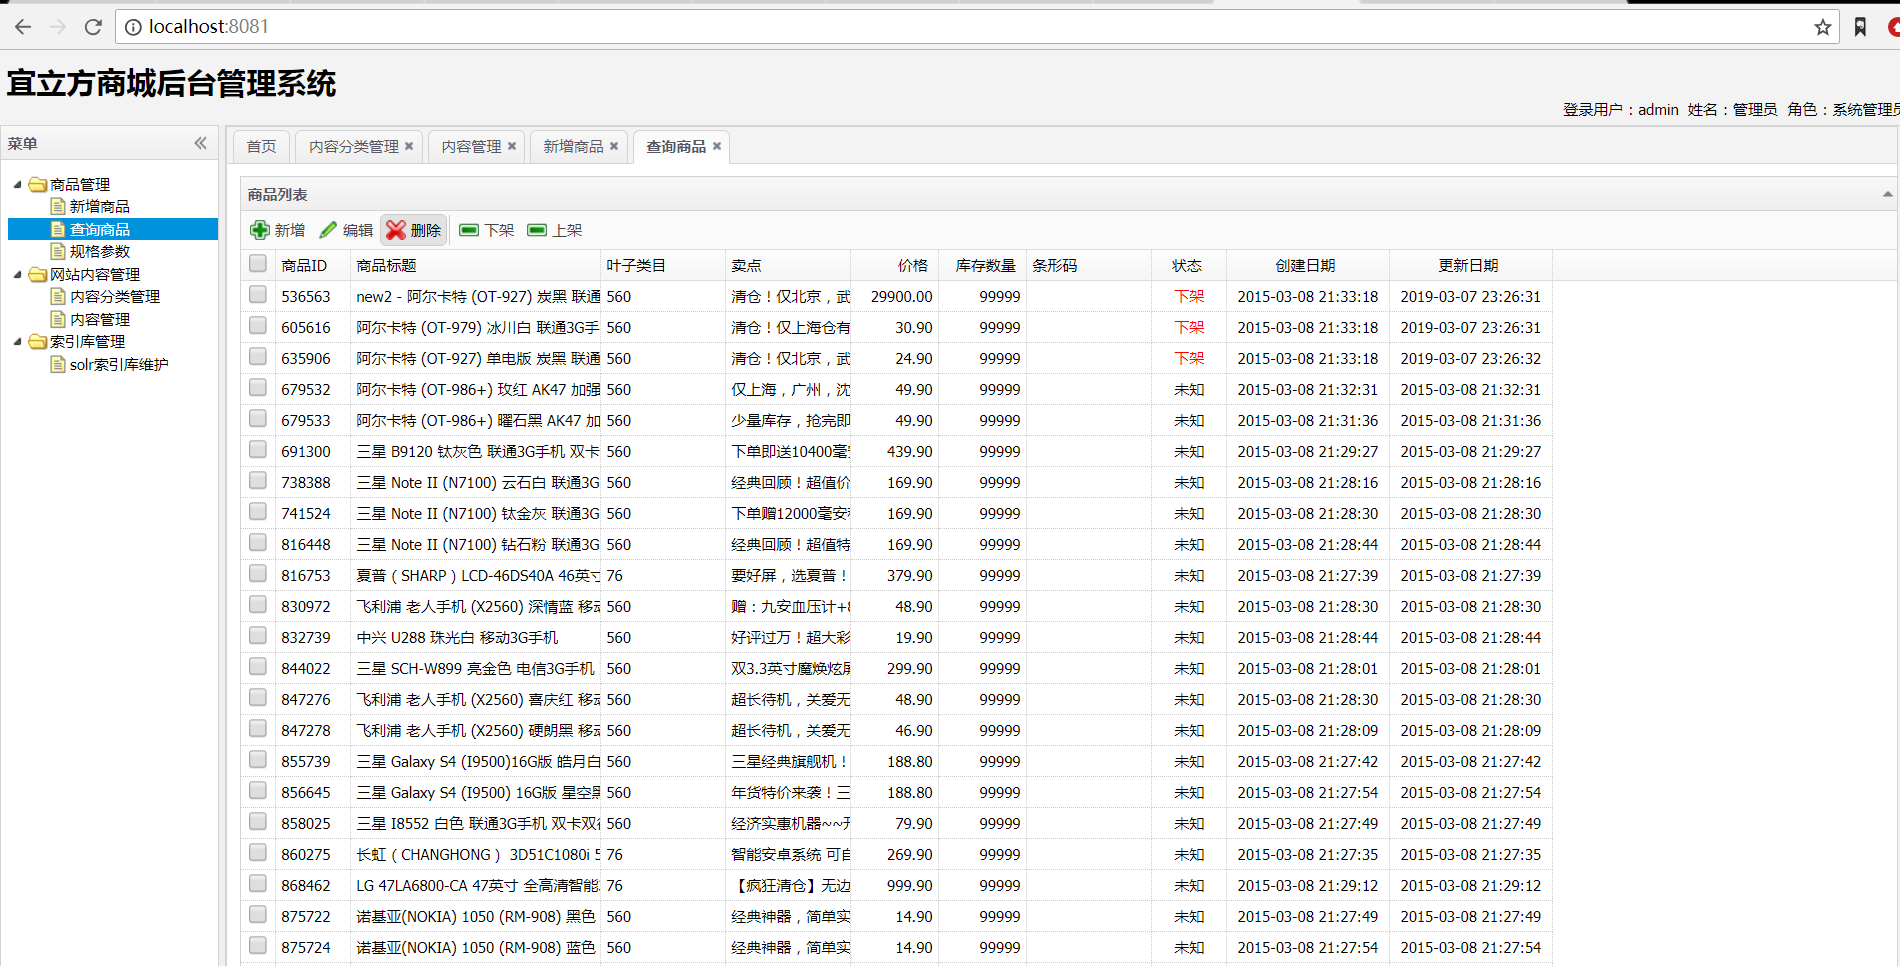 localhost:8081
宜立方商城后台管理系统
登录用户：admin 姓名：管理员 角色：系统管理员
菜单
首页 内容分类管理 内容管理 新增商品 查询商品
商品管理
新增商品
查询商品
规格参数
网站内容管理
内容分类管理
内容管理
索引库管理
solr索引库维护
商品列表
新增 编辑 删除 下架 上架
商品ID 商品标题 叶子类目 卖点 价格 库存数量 条形码 状态 创建日期 更新日期
536563 new2 - 阿尔卡特 (OT-927) 炭黑 联通 560 清仓！仅北京，武 29900.00 99999 下架 2015-03-08 21:33:18 2019-03-07 23:26:31
605616 阿尔卡特 (OT-979) 冰川白 联通3G手 560 清仓！仅上海仓有 30.90 99999 下架 2015-03-08 21:33:18 2019-03-07 23:26:31
635906 阿尔卡特 (OT-927) 单电版 炭黑 联通 560 清仓！仅北京，武 24.90 99999 下架 2015-03-08 21:33:18 2019-03-07 23:26:32
679532 阿尔卡特 (OT-986+) 玫红 AK47 加强 560 仅上海，广州，沈 49.90 99999 未知 2015-03-08 21:32:31 2015-03-08 21:32:31
679533 阿尔卡特 (OT-986+) 曜石黑 AK47 加 560 少量库存，抢完即 49.90 99999 未知 2015-03-08 21:31:36 2015-03-08 21:31:36
691300 三星 B9120 钛灰色 联通3G手机 双卡 560 下单即送10400毫安 439.90 99999 未知 2015-03-08 21:29:27 2015-03-08 21:29:27
738388 三星 Note II (N7100) 云石白 联通3G 560 经典回顾！超值价 169.90 99999 未知 2015-03-08 21:28:16 2015-03-08 21:28:16
741524 三星 Note II (N7100) 钛金灰 联通3G 560 下单赠12000毫安 169.90 99999 未知 2015-03-08 21:28:30 2015-03-08 21:28:30
816448 三星 Note II (N7100) 钻石粉 联通3G 560 经典回顾！超值特 169.90 99999 未知 2015-03-08 21:28:44 2015-03-08 21:28:44
816753 夏普（SHARP）LCD-46DS40A 46英寸 76 要好屏，选夏普！ 379.90 99999 未知 2015-03-08 21:27:39 2015-03-08 21:27:39
830972 飞利浦 老人手机 (X2560) 深情蓝 移动 560 赠：九安血压计+8 48.90 99999 未知 2015-03-08 21:28:30 2015-03-08 21:28:30
832739 中兴 U288 珠光白 移动3G手机 560 好评过万！超大彩 19.90 99999 未知 2015-03-08 21:28:44 2015-03-08 21:28:44
844022 三星 SCH-W899 亮金色 电信3G手机 560 双3.3英寸魔焕炫屏 299.90 99999 未知 2015-03-08 21:28:01 2015-03-08 21:28:01
847276 飞利浦 老人手机 (X2560) 喜庆红 移动 560 超长待机，关爱无 48.90 99999 未知 2015-03-08 21:28:30 2015-03-08 21:28:30
847278 飞利浦 老人手机 (X2560) 硬朗黑 移动 560 超长待机，关爱无 46.90 99999 未知 2015-03-08 21:28:09 2015-03-08 21:28:09
855739 三星 Galaxy S4 (I9500)16G版 皓月白 560 三星经典旗舰机！ 188.80 99999 未知 2015-03-08 21:27:42 2015-03-08 21:27:42
856645 三星 Galaxy S4 (I9500) 16G版 星空黑 560 年货特价来袭！三 188.80 99999 未知 2015-03-08 21:27:54 2015-03-08 21:27:54
858025 三星 I8552 白色 联通3G手机 双卡双 560 经济实惠机器~~ 79.90 99999 未知 2015-03-08 21:27:49 2015-03-08 21:27:49
860275 长虹（CHANGHONG） 3D51C1080i 5 76 智能安卓系统 可自 269.90 99999 未知 2015-03-08 21:27:35 2015-03-08 21:27:35
868462 LG 47LA6800-CA 47英寸 全高清智能 76 【疯狂清仓】无边 999.90 99999 未知 2015-03-08 21:29:12 2015-03-08 21:29:12
875722 诺基亚(NOKIA) 1050 (RM-908) 黑色 560 经典神器，简单实 14.90 99999 未知 2015-03-08 21:27:49 2015-03-08 21:27:49
875724 诺基亚(NOKIA) 1050 (RM-908) 蓝色 560 经典神器，简单实 14.90 99999 未知 2015-03-08 21:27:54 2015-03-08 21:27:54